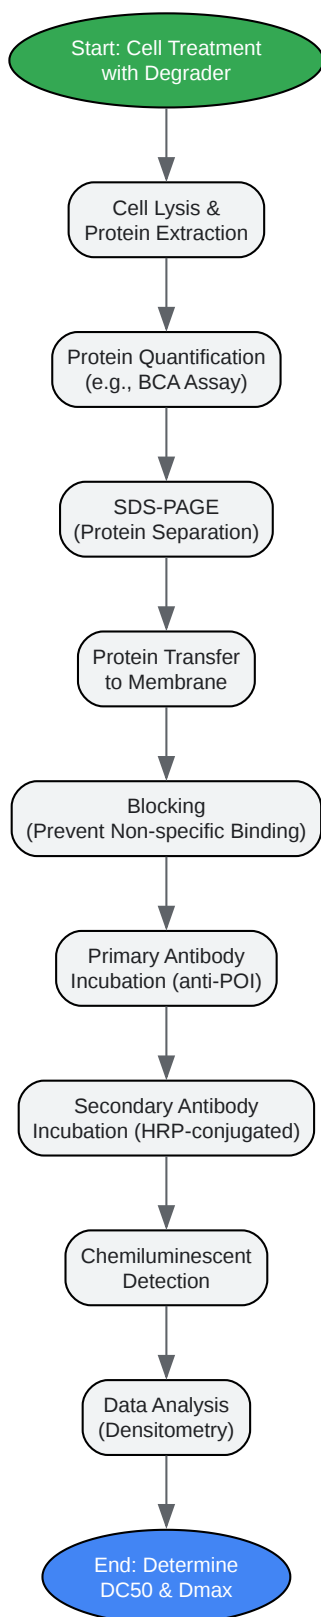 Start: Cell Treatment
with Degrader
Cell Lysis &
Protein Extraction
Protein Quantification
(e.g., BCA Assay)
SDS-PAGE
(Protein Separation)
Protein Transfer
to Membrane
Blocking
(Prevent Non-specific Binding)
Primary Antibody
Incubation (anti-POI)
Secondary Antibody
Incubation (HRP-conjugated)
Chemiluminescent
Detection
Data Analysis
(Densitometry)
End: Determine
DC50 & Dmax